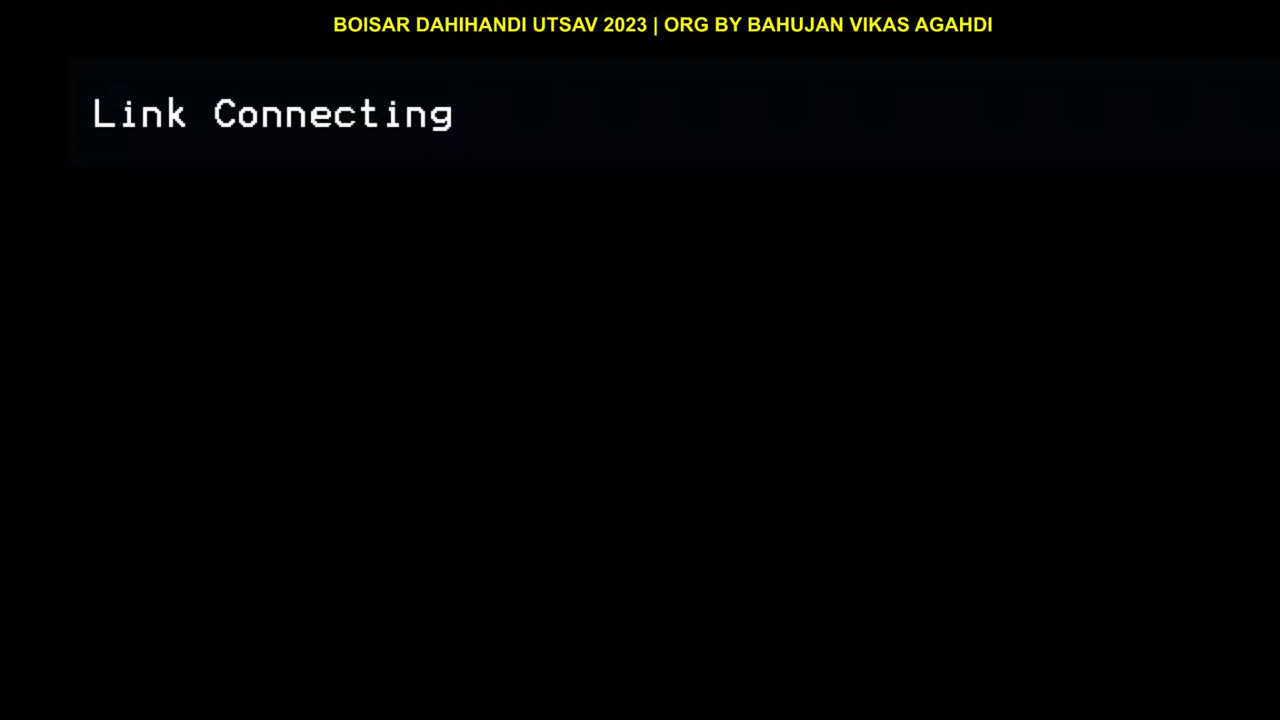 BOISAR DAHIHANDI UTSAV 2023 | ORG BY BAHUJAN VIKAS AGAHDI
Link Connecting